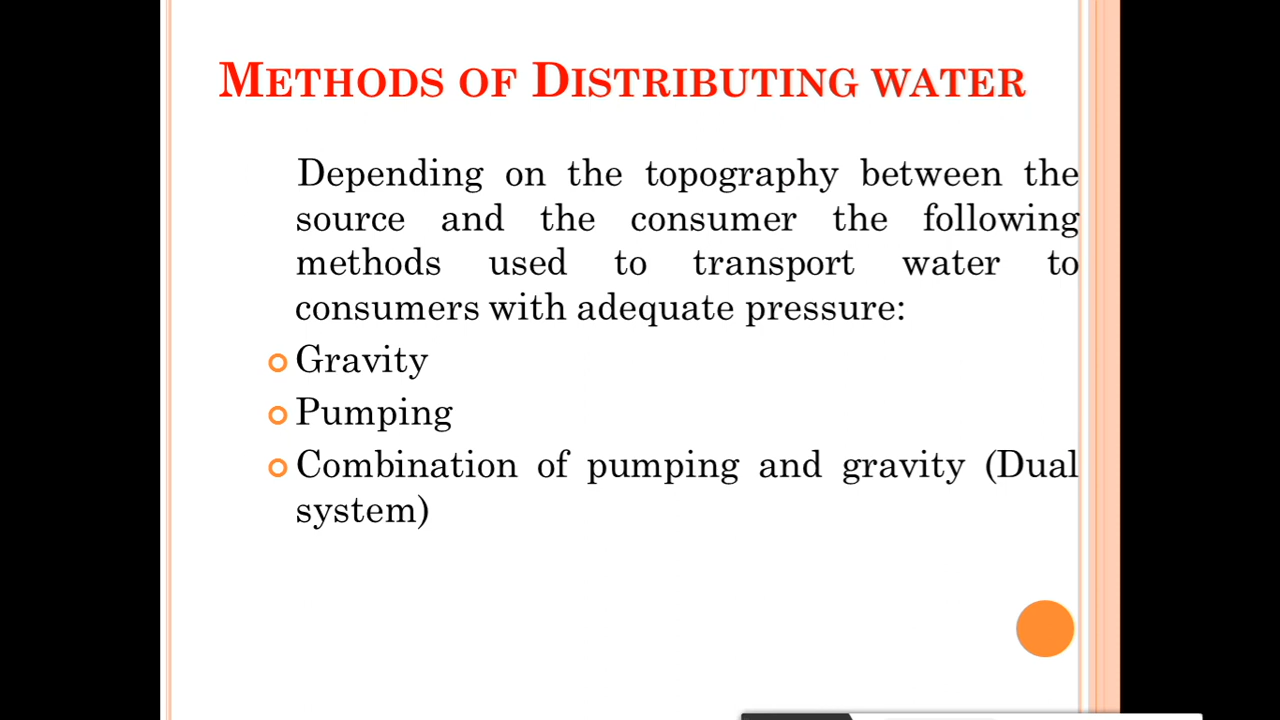 METHODS OF DISTRIBUTING WATER
Depending on the topography between the
source and the consumer the following
methods used to transport water to
consumers with adequate pressure:
Gravity
Pumping
Combination of pumping and gravity (Dual
system)